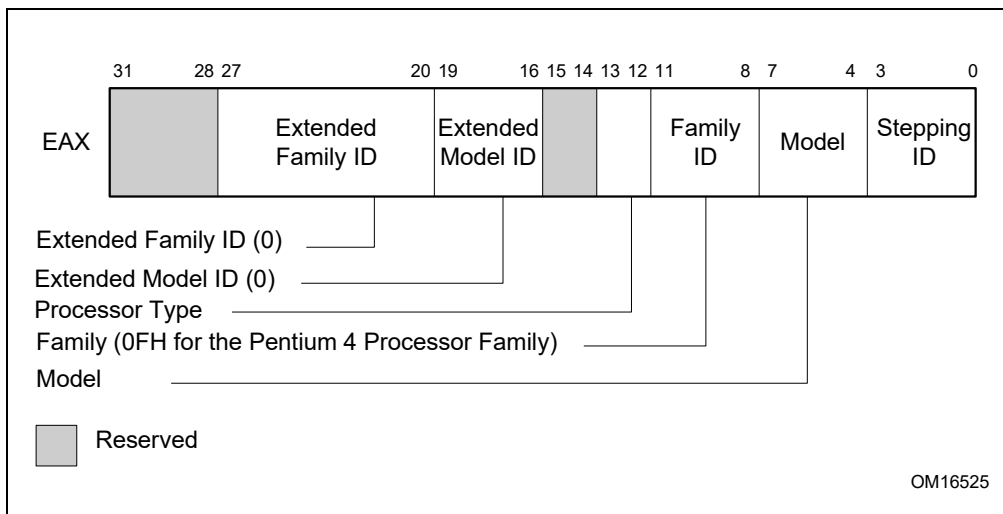 31 28 27 20 19 16 15 14 13 12 11 8 7 4 3 0
EAX
Extended Family ID
Extended Model ID
Family ID
Model
Stepping ID
Extended Family ID (0)
Extended Model ID (0)
Processor Type
Family (0FH for the Pentium 4 Processor Family)
Model
Reserved
OM16525